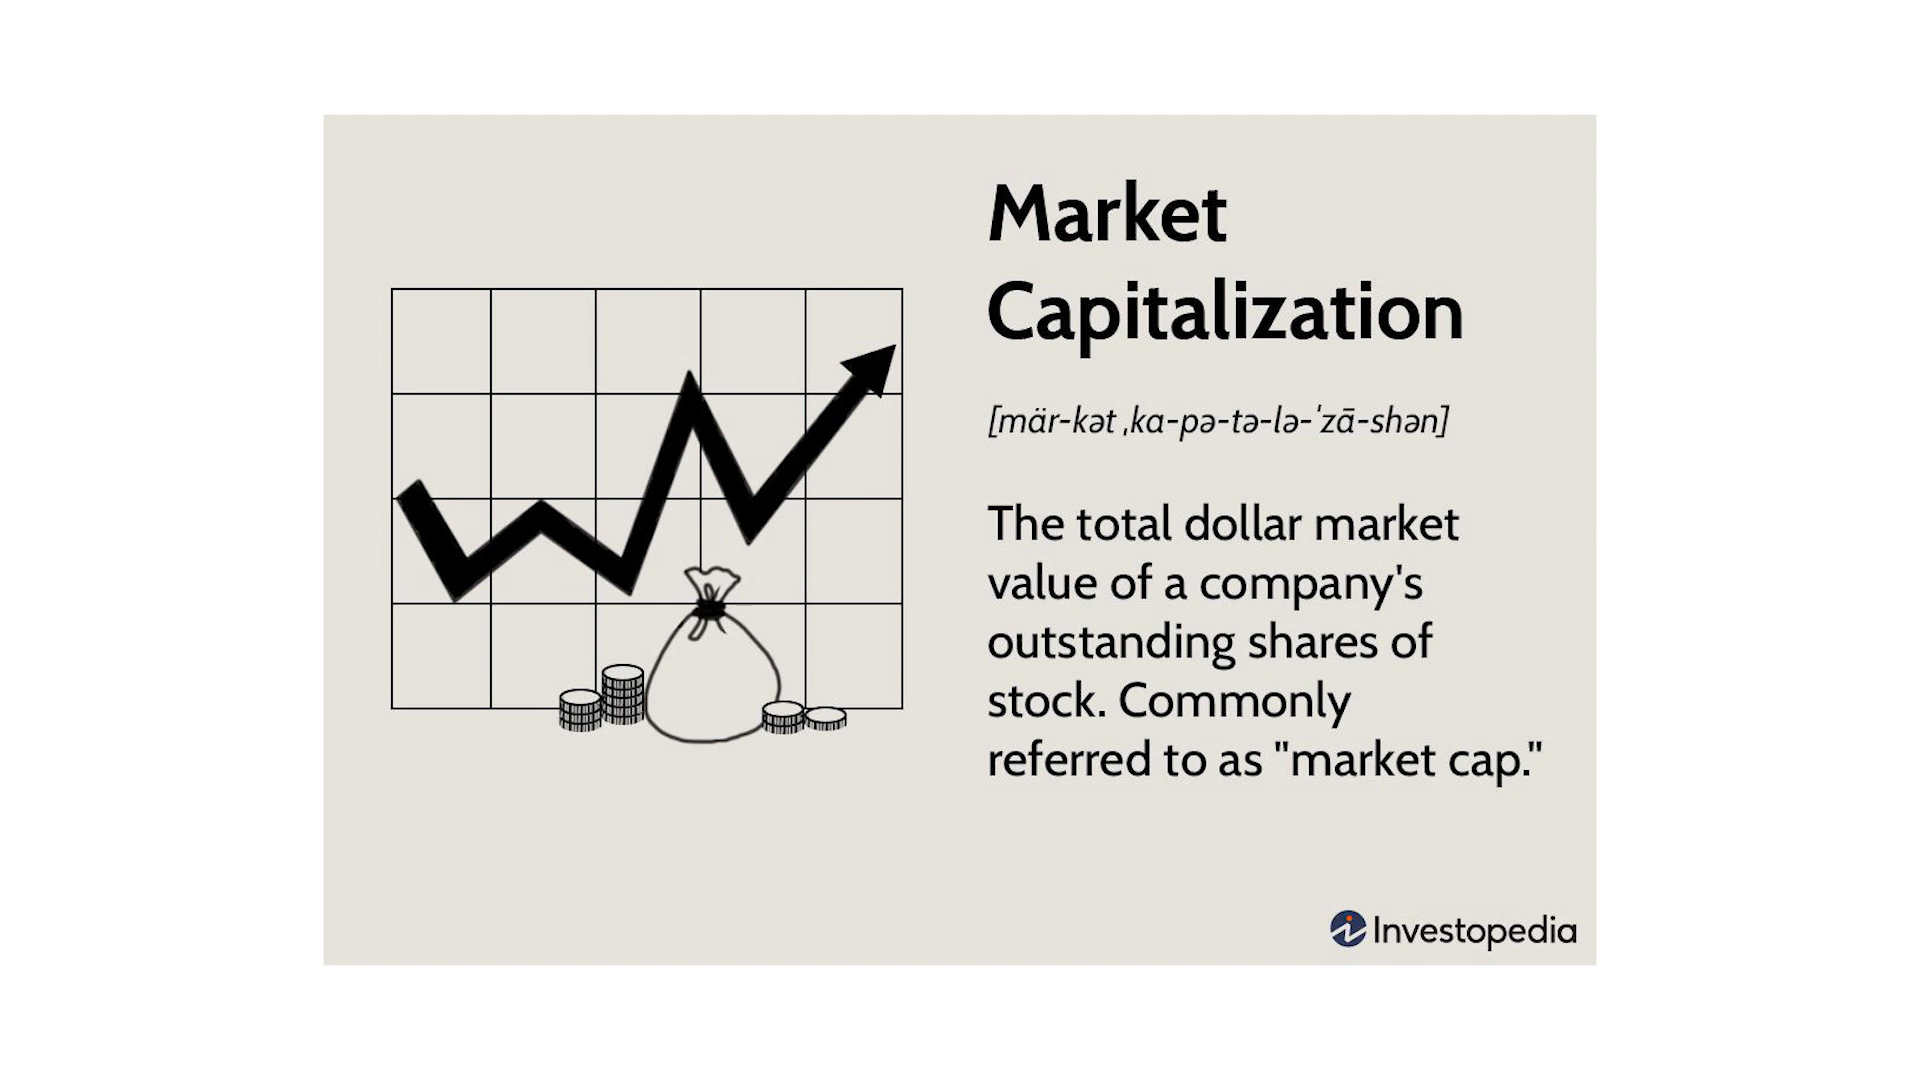 Market
Capitalization
[mär-kət ˌka-pə-tə-lə-ˈzā-shən]
The total dollar market
value of a company's
outstanding shares of
stock. Commonly
referred to as "market cap."
Investopedia